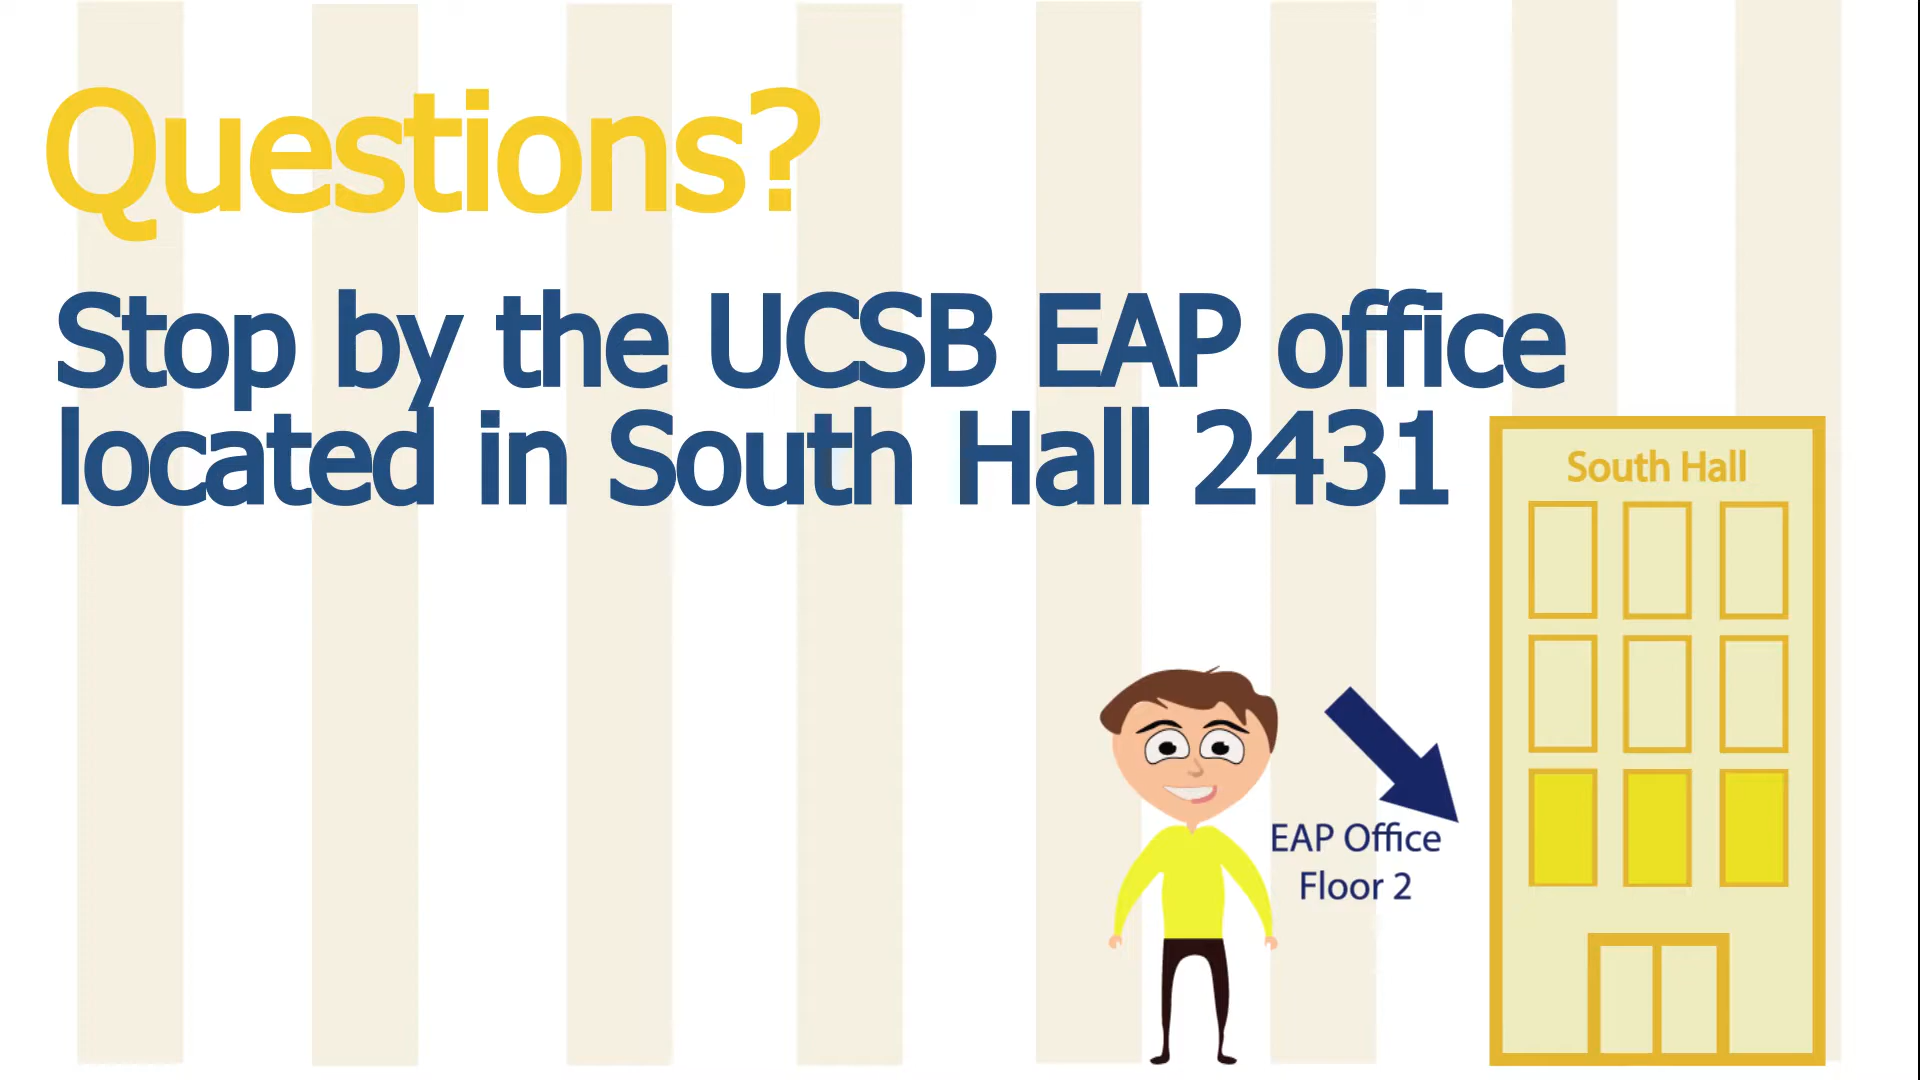 Questions?
Stop by the UCSB EAP office
located in South Hall 2431
South Hall
EAP Office
Floor 2